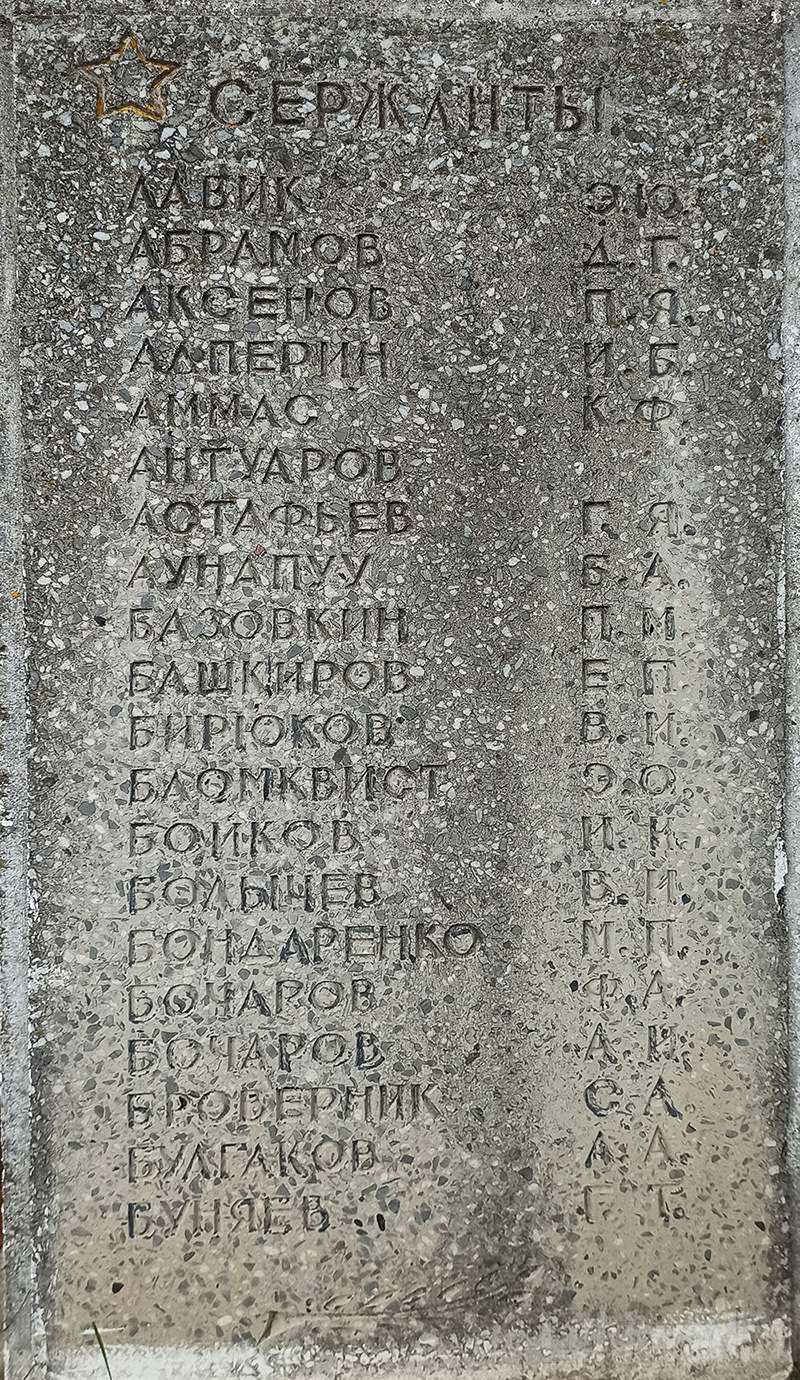 СЕРЖАНТЫ
ААВИК Э.Ю.
АБРАМОВ Д.Г.
АКСЕНОВ П.Я.
АЛПЕРИН И.Б.
АММАС К.Ф.
АНТУАРОВ
АСТАФЬЕВ Г.Я.
АУНАПУУ Б.А.
БАЗОВКИН П.М.
БАШКИРОВ Е.П.
БИРЮКОВ В.И.
БЛОМКВИСТ Э.О.
БОИКОВ И.Н.
БОЛЫЧЕВ В.И
БОНДАРЕНКО М.П.
БОЧАРОВ Ф.А.
БОЧАРОВ А.И.
БРОВЕРНИК С.А
БУЛГАКОВ А.А.
БУНЯЕВ Г.Т.